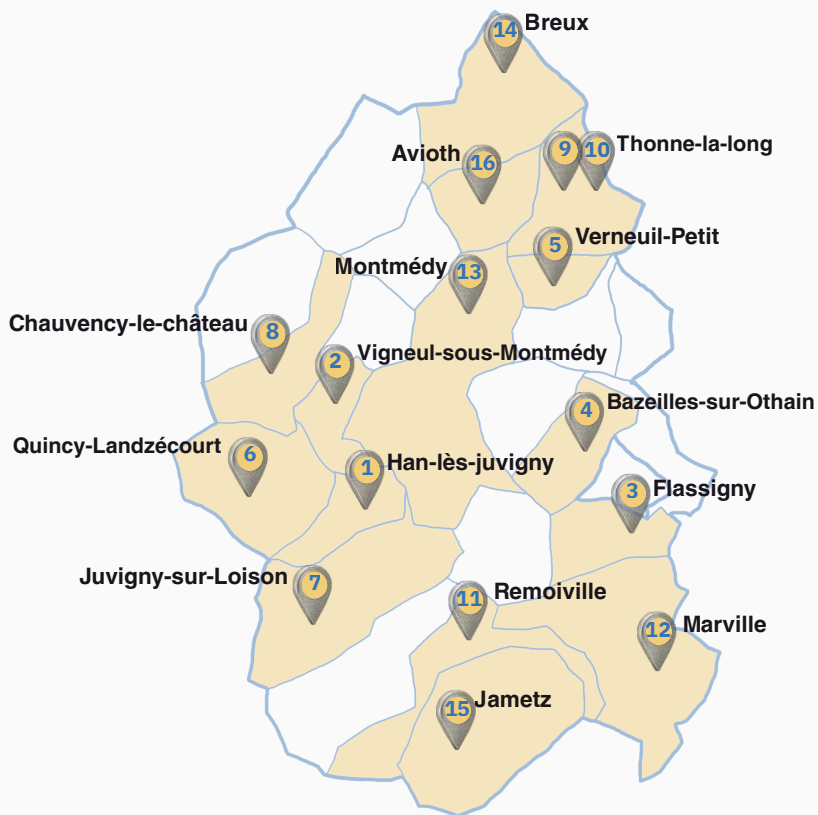 14 Breux
9 10 Thonne-la-long
Avioth 16
5 Verneuil-Petit
Montmédy 13
Chauvency-le-château 8
2 Vigneul-sous-Montmédy
4 Bazeilles-sur-Othain
Quincy-Landzécourt 6
1 Han-lès-juvigny
3 Flassigny
Juvigny-sur-Loison 7
11 Remoiville
12 Marville
15 Jametz